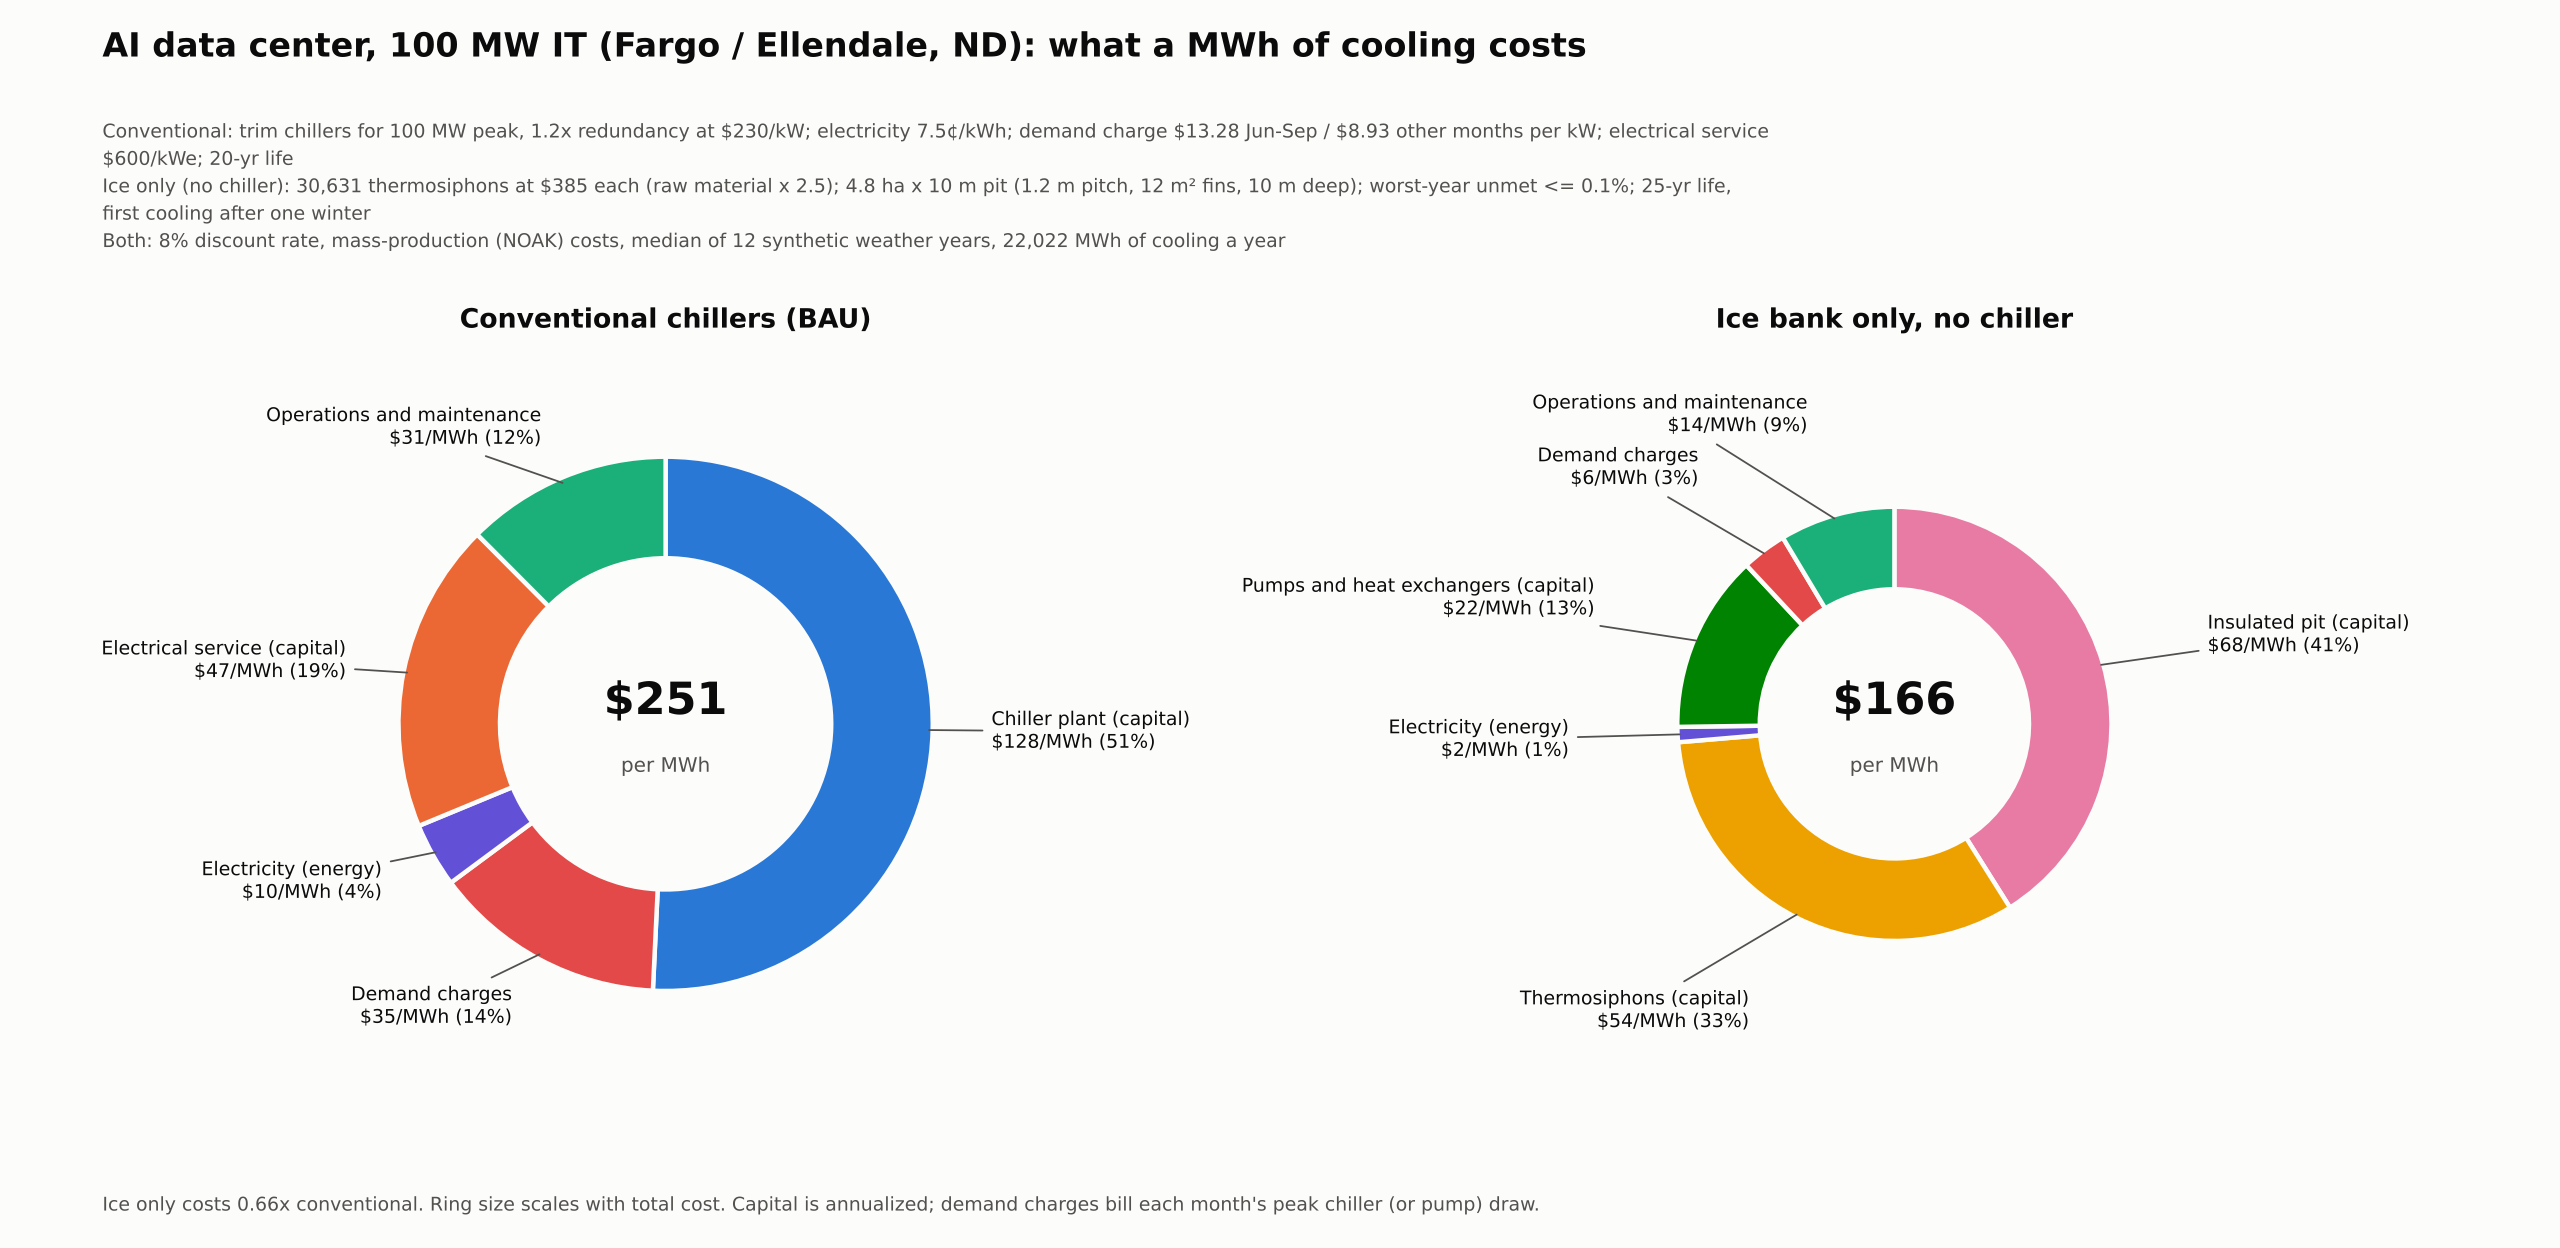 AI data center, 100 MW IT (Fargo / Ellendale, ND): what a MWh of cooling costs
Conventional: trim chillers for 100 MW peak, 1.2x redundancy at $230/kW; electricity 7.5¢/kWh; demand charge $13.28 Jun-Sep / $8.93 other months per kW; electrical service
$600/kWe; 20-yr life
Ice only (no chiller): 30,631 thermosiphons at $385 each (raw material x 2.5); 4.8 ha x 10 m pit (1.2 m pitch, 12 m² fins, 10 m deep); worst-year unmet <= 0.1%; 25-yr life,
first cooling after one winter
Both: 8% discount rate, mass-production (NOAK) costs, median of 12 synthetic weather years, 22,022 MWh of cooling a year
Conventional chillers (BAU)
Operations and maintenance
$31/MWh (12%)
Electrical service (capital)
$47/MWh (19%)
$251
per MWh
Chiller plant (capital)
$128/MWh (51%)
Electricity (energy)
$10/MWh (4%)
Demand charges
$35/MWh (14%)
Ice bank only, no chiller
Operations and maintenance
$14/MWh (9%)
Demand charges
$6/MWh (3%)
Pumps and heat exchangers (capital)
$22/MWh (13%)
Insulated pit (capital)
$68/MWh (41%)
$166
per MWh
Electricity (energy)
$2/MWh (1%)
Thermosiphons (capital)
$54/MWh (33%)
Ice only costs 0.66x conventional. Ring size scales with total cost. Capital is annualized; demand charges bill each month's peak chiller (or pump) draw.